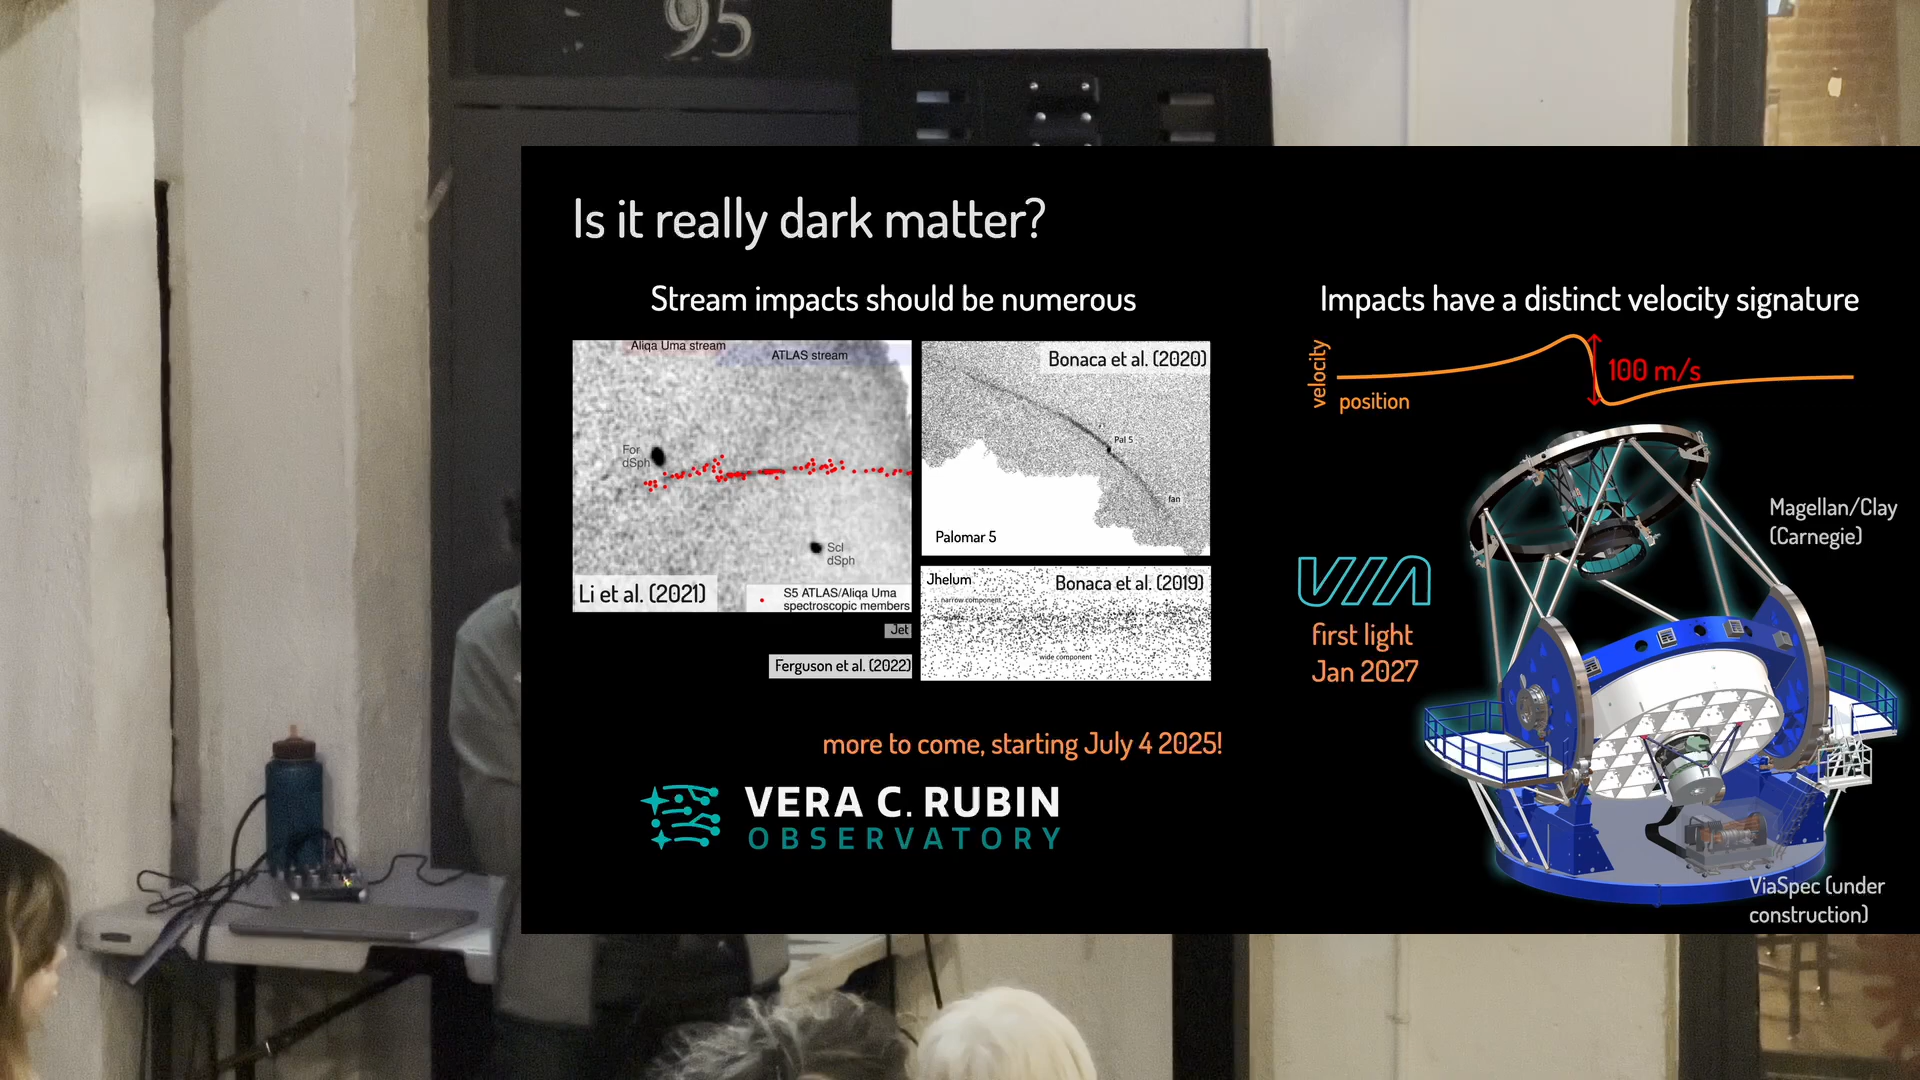 95
Is it really dark matter?
Stream impacts should be numerous
Aliqa Uma stream
ATLAS stream
For
dSph
Scl
dSph
Li et al. (2021)
S5 ATLAS/Aliqa Uma
spectroscopic members
Bonaca et al. (2020)
Pal 5
fan
Palomar 5
Jhelum
Bonaca et al. (2019)
narrow component
wide component
Jet
Ferguson et al. (2022)
more to come, starting July 4 2025!
VERA C. RUBIN
OBSERVATORY
Impacts have a distinct velocity signature
velocity
100 m/s
position
Magellan/Clay
(Carnegie)
VIA
first light
Jan 2027
ViaSpec (under
construction)